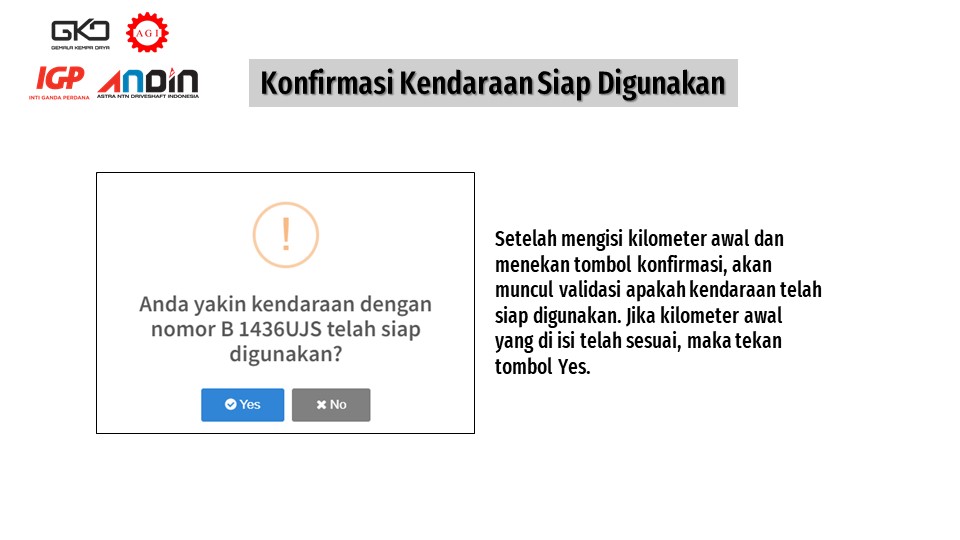 GKD
GEMALA KEMPA DAYA
AGI
IGP
INTI GANDA PERDANA
ANDIN
ASTRA NTN DRIVESHAFT INDONESIA
Konfirmasi Kendaraan Siap Digunakan
!
Anda yakin kendaraan dengan
nomor B 1436UJS telah siap
digunakan?
Yes
No
Setelah mengisi kilometer awal dan
menekan tombol konfirmasi, akan
muncul validasi apakah kendaraan telah
siap digunakan. Jika kilometer awal
yang di isi telah sesuai, maka tekan
tombol Yes.